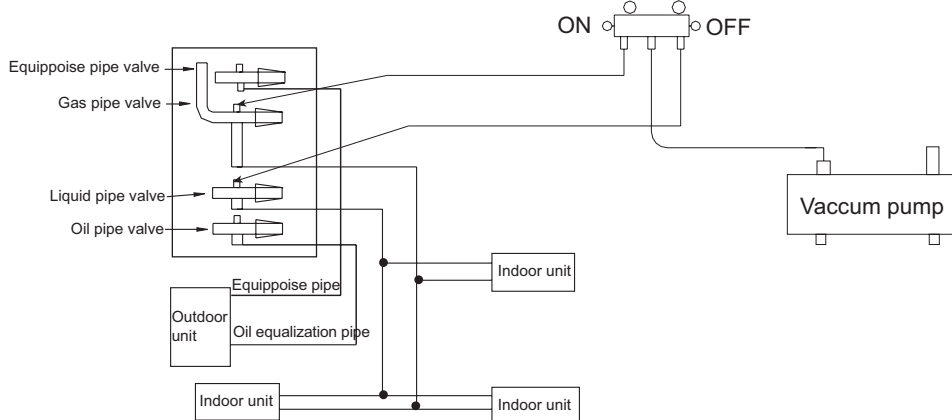 ON OFF
Equippoise pipe valve
Gas pipe valve
Liquid pipe valve
Oil pipe valve
Vaccum pump
Indoor unit
Equippoise pipe
Outdoor
unit
Oil equalization pipe
Indoor unit
Indoor unit